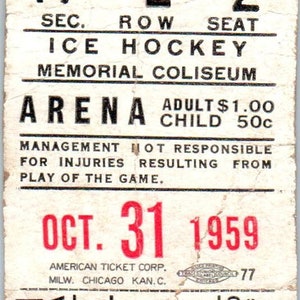 SEC. ROW SEAT
ICE HOCKEY
MEMORIAL COLISEUM
ARENA ADULT $1.00
CHILD 50c
MANAGEMENT NOT RESPONSIBLE
FOR INJURIES RESULTING FROM
PLAY OF THE GAME.
OCT. 31 1959
AMERICAN TICKET CORP.
MILW. CHICAGO KAN.C. 77